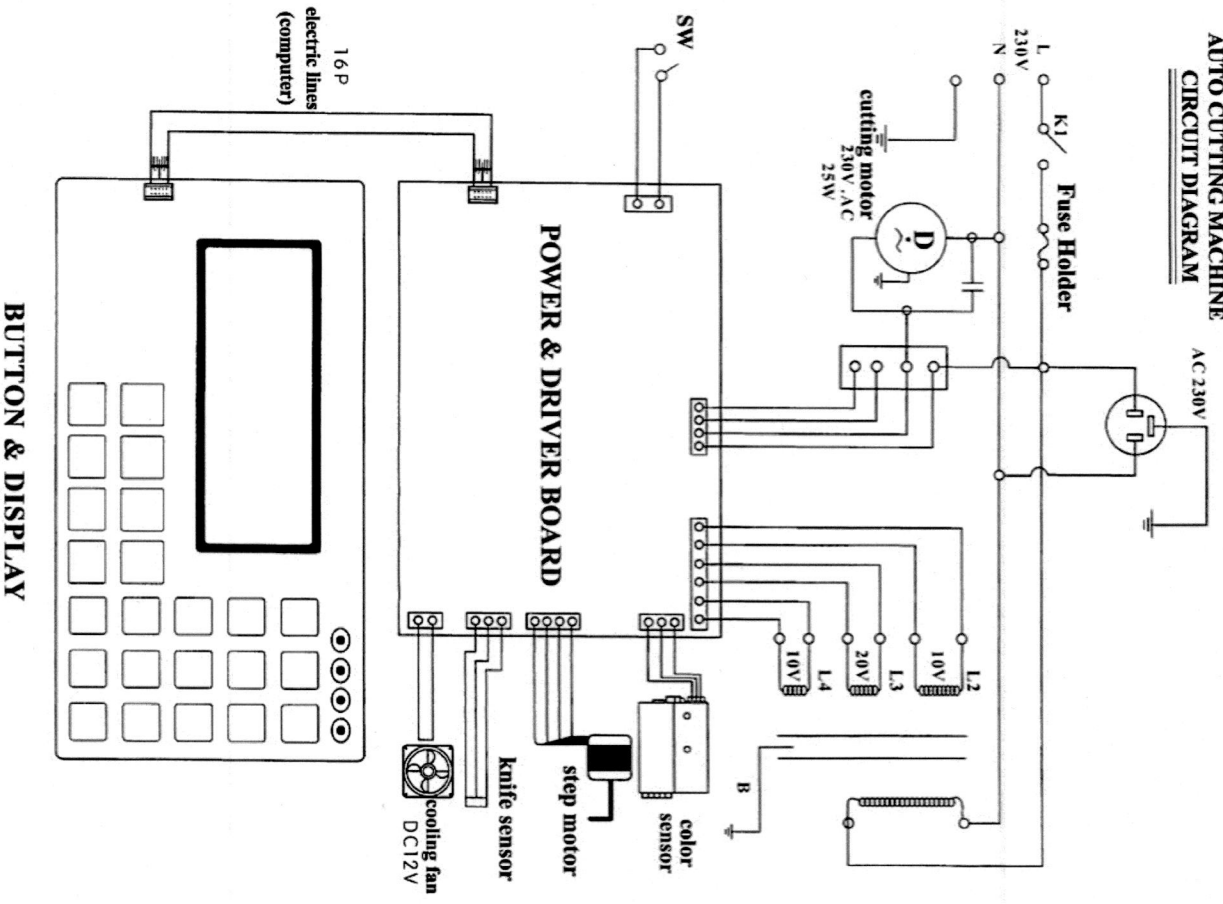 AUTO CUTTING MACHINE
CIRCUIT DIAGRAM
AC 230V
L
230V
N
K1
Fuse Holder
cutting motor
230V .AC
25W
D
SW
16P
electric lines
(computer)
POWER & DRIVER BOARD
L2
10V
L3
20V
L4
10V
B
color
sensor
step motor
knife sensor
cooling fan
DC12V
BUTTON & DISPLAY